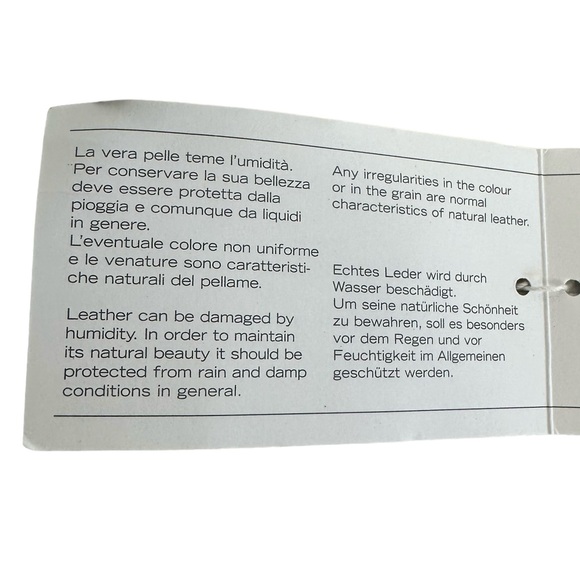 La vera pelle teme l'umidità.
Per conservare la sua bellezza
deve essere protetta dalla
pioggia e comunque da liquidi
in genere.
L'eventuale colore non uniforme
e le venature sono caratteristi-
che naturali del pellame.
Leather can be damaged by
humidity. In order to maintain
its natural beauty it should be
protected from rain and damp
conditions in general.
Any irregularities in the colour
or in the grain are normal
characteristics of natural leather.
Echtes Leder wird durch
Wasser beschädigt.
Um seine natürliche Schönheit
zu bewahren, soll es besonders
vor dem Regen und vor
Feuchtigkeit im Allgemeinen
geschützt werden.